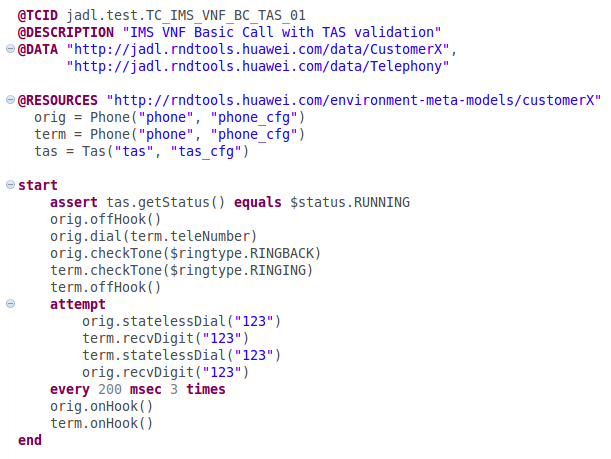 @TCID jadl.test.TC_IMS_VNF_BC_TAS_01
@DESCRIPTION "IMS VNF Basic Call with TAS validation"
@DATA "http://jadl.rndtools.huawei.com/data/CustomerX",
"http://jadl.rndtools.huawei.com/data/Telephony"
@RESOURCES "http://rndtools.huawei.com/environment-meta-models/customerX"
orig = Phone("phone", "phone_cfg")
term = Phone("phone", "phone_cfg")
tas = Tas("tas", "tas_cfg")
start
assert tas.getStatus() equals $status.RUNNING
orig.offHook()
orig.dial(term.teleNumber)
orig.checkTone($ringtype.RINGBACK)
term.checkTone($ringtype.RINGING)
term.offHook()
attempt
orig.statelessDial("123")
term.recvDigit("123")
term.statelessDial("123")
orig.recvDigit("123")
every 200 msec 3 times
orig.onHook()
term.onHook()
end